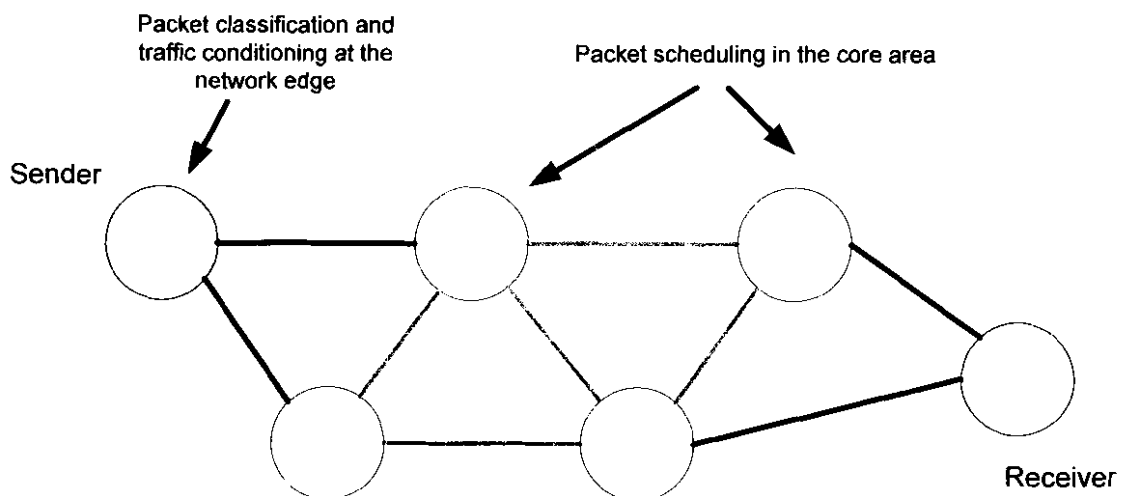 Packet classification and
traffic conditioning at the
network edge
Packet scheduling in the core area
Sender
Receiver